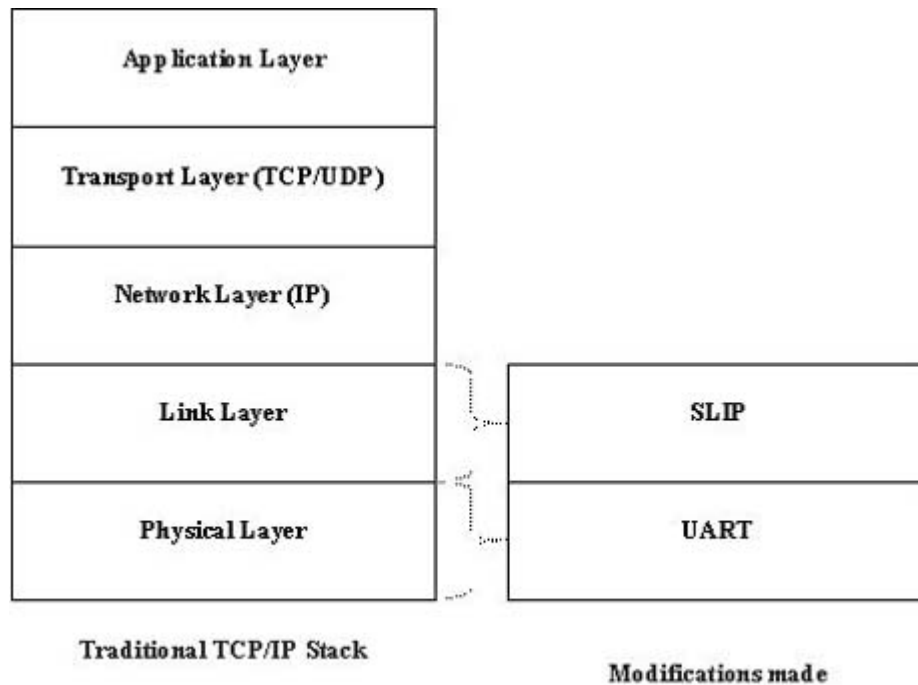 Application Layer
Transport Layer (TCP/UDP)
Network Layer (IP)
Link Layer
SLIP
Physical Layer
UART
Traditional TCP/IP Stack
Modifications made